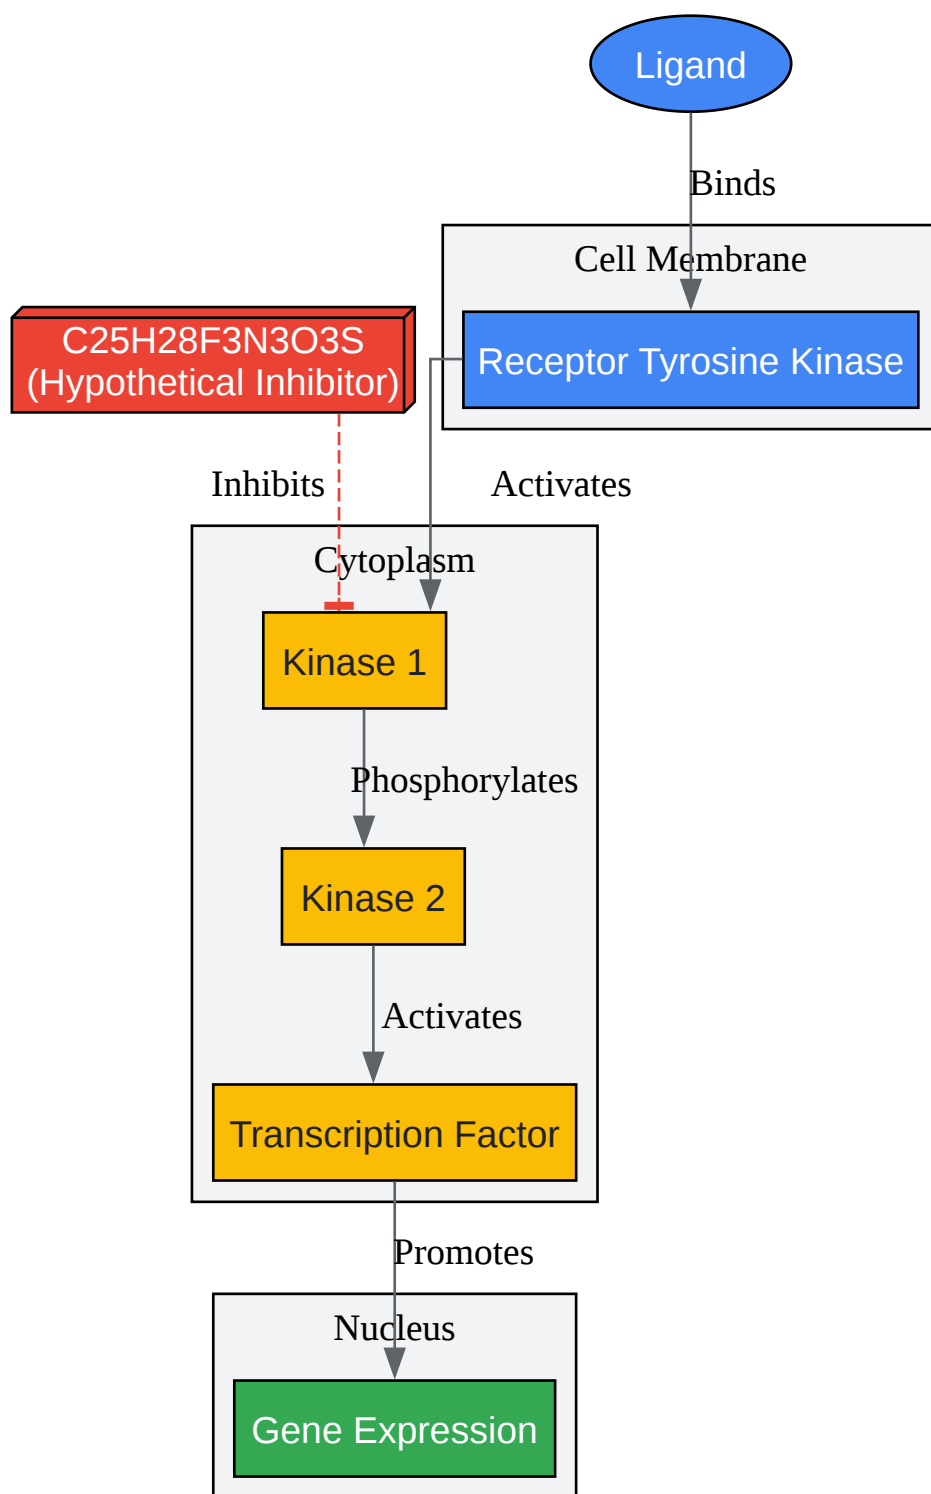 Ligand
Binds
Cell Membrane
C25H28F3N3O3S
(Hypothetical Inhibitor)
Receptor Tyrosine Kinase
Inhibits
Activates
Cytoplasm
Kinase 1
Phosphorylates
Kinase 2
Activates
Transcription Factor
Promotes
Nucleus
Gene Expression